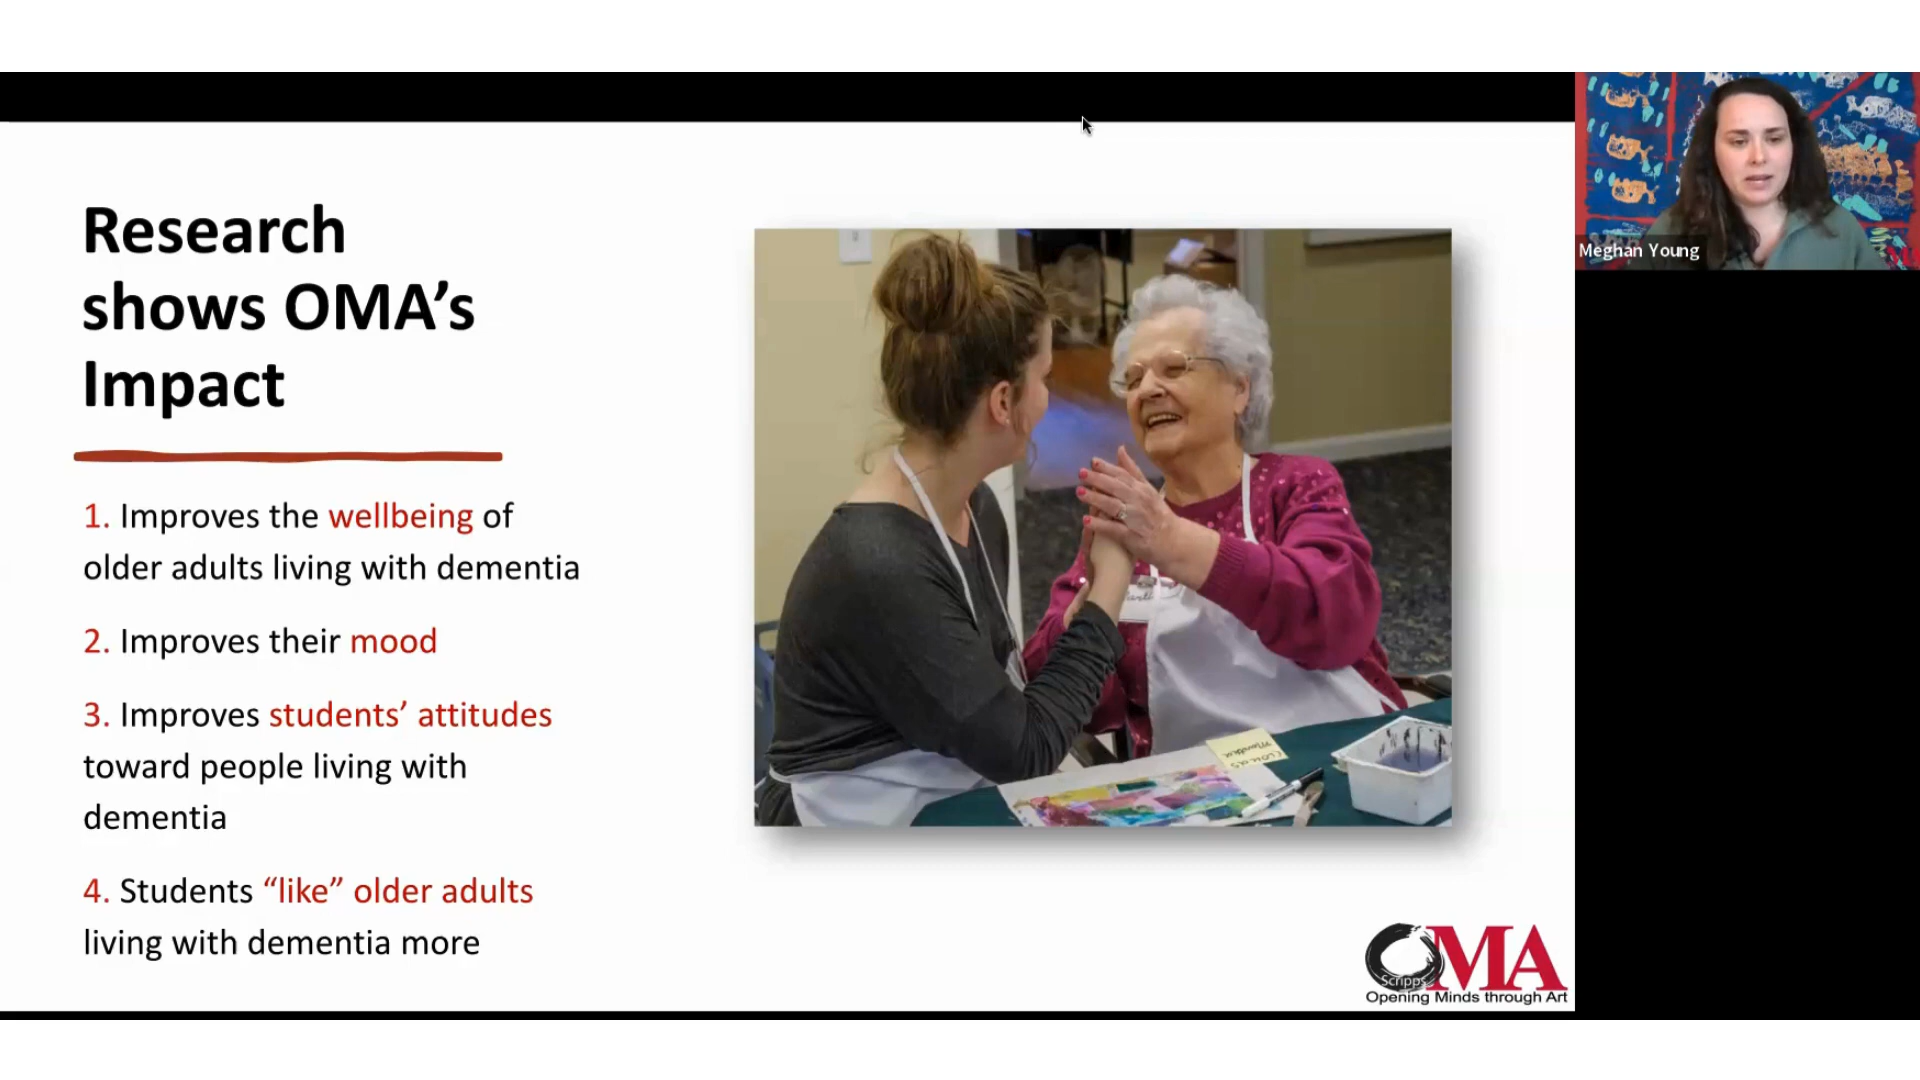 Research
shows OMA’s
Impact
1. Improves the wellbeing of
older adults living with dementia
2. Improves their mood
3. Improves students’ attitudes
toward people living with
dementia
4. Students “like” older adults
living with dementia more
Meghan Young
OMA
Scripps
Opening Minds through Art